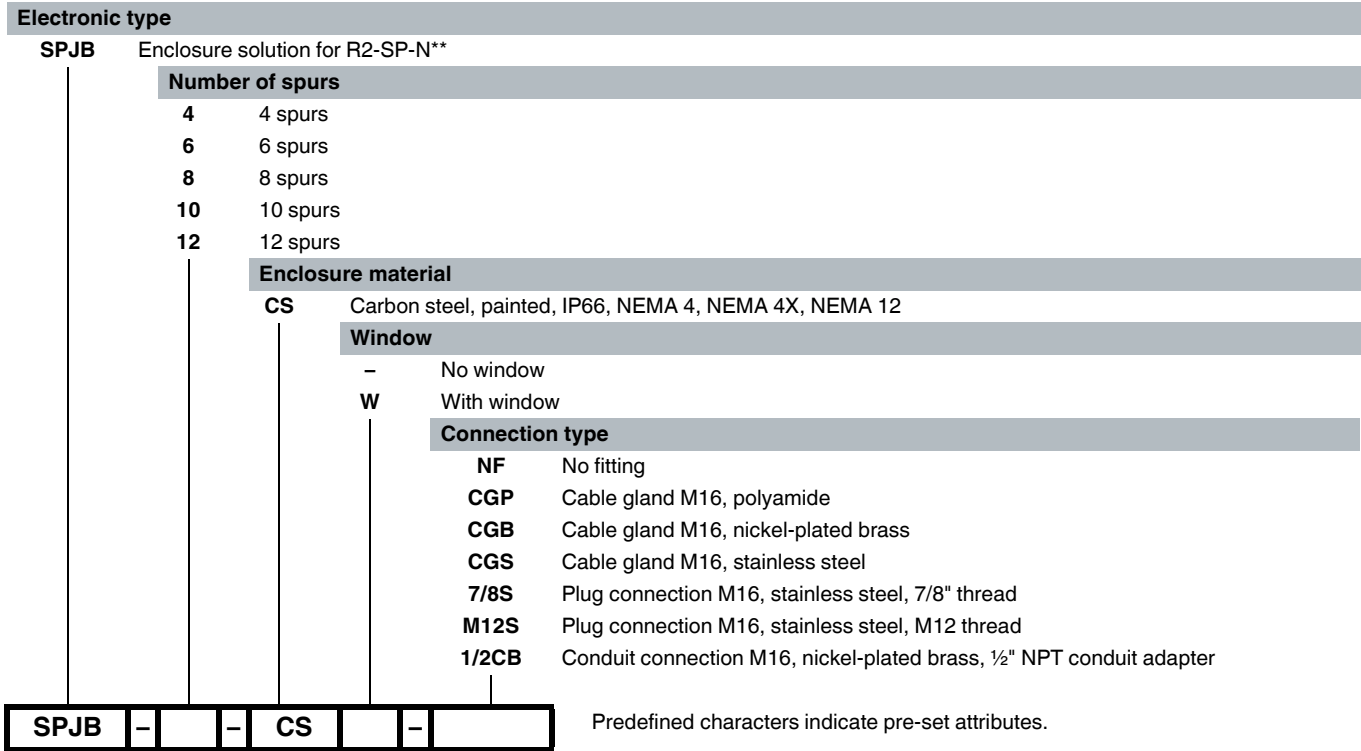 Electronic type
SPJB Enclosure solution for R2-SP-N**
Number of spurs
4 4 spurs
6 6 spurs
8 8 spurs
10 10 spurs
12 12 spurs
Enclosure material
CS Carbon steel, painted, IP66, NEMA 4, NEMA 4X, NEMA 12
Window
– No window
W With window
Connection type
NF No fitting
CGP Cable gland M16, polyamide
CGB Cable gland M16, nickel-plated brass
CGS Cable gland M16, stainless steel
7/8S Plug connection M16, stainless steel, 7/8" thread
M12S Plug connection M16, stainless steel, M12 thread
1/2CB Conduit connection M16, nickel-plated brass, ½" NPT conduit adapter
SPJB – – CS – Predefined characters indicate pre-set attributes.